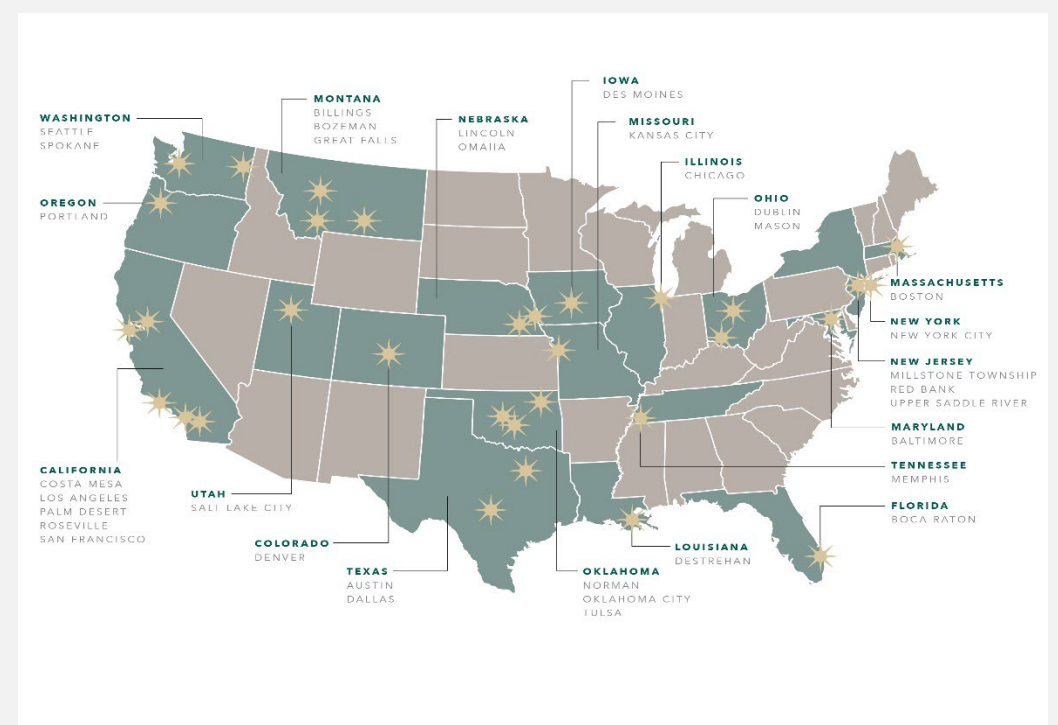 IOWA
DES MOINES
MONTANA
BILLINGS
BOZEMAN
GREAT FALLS
WASHINGTON
SEATTLE
SPOKANE
NEBRASKA
LINCOLN
OMAHA
MISSOURI
KANSAS CITY
ILLINOIS
CHICAGO
OHIO
DUBLIN
MASON
OREGON
PORTLAND
MASSACHUSETTS
BOSTON
NEW YORK
NEW YORK CITY
NEW JERSEY
MILLSTONE TOWNSHIP
RED BANK
UPPER SADDLE RIVER
MARYLAND
BALTIMORE
TENNESSEE
MEMPHIS
CALIFORNIA
COSTA MESA
LOS ANGELES
PALM DESERT
ROSEVILLE
SAN FRANCISCO
UTAH
SALT LAKE CITY
FLORIDA
BOCA RATON
COLORADO
DENVER
LOUISIANA
DESTREHAN
TEXAS
AUSTIN
DALLAS
OKLAHOMA
NORMAN
OKLAHOMA CITY
TULSA